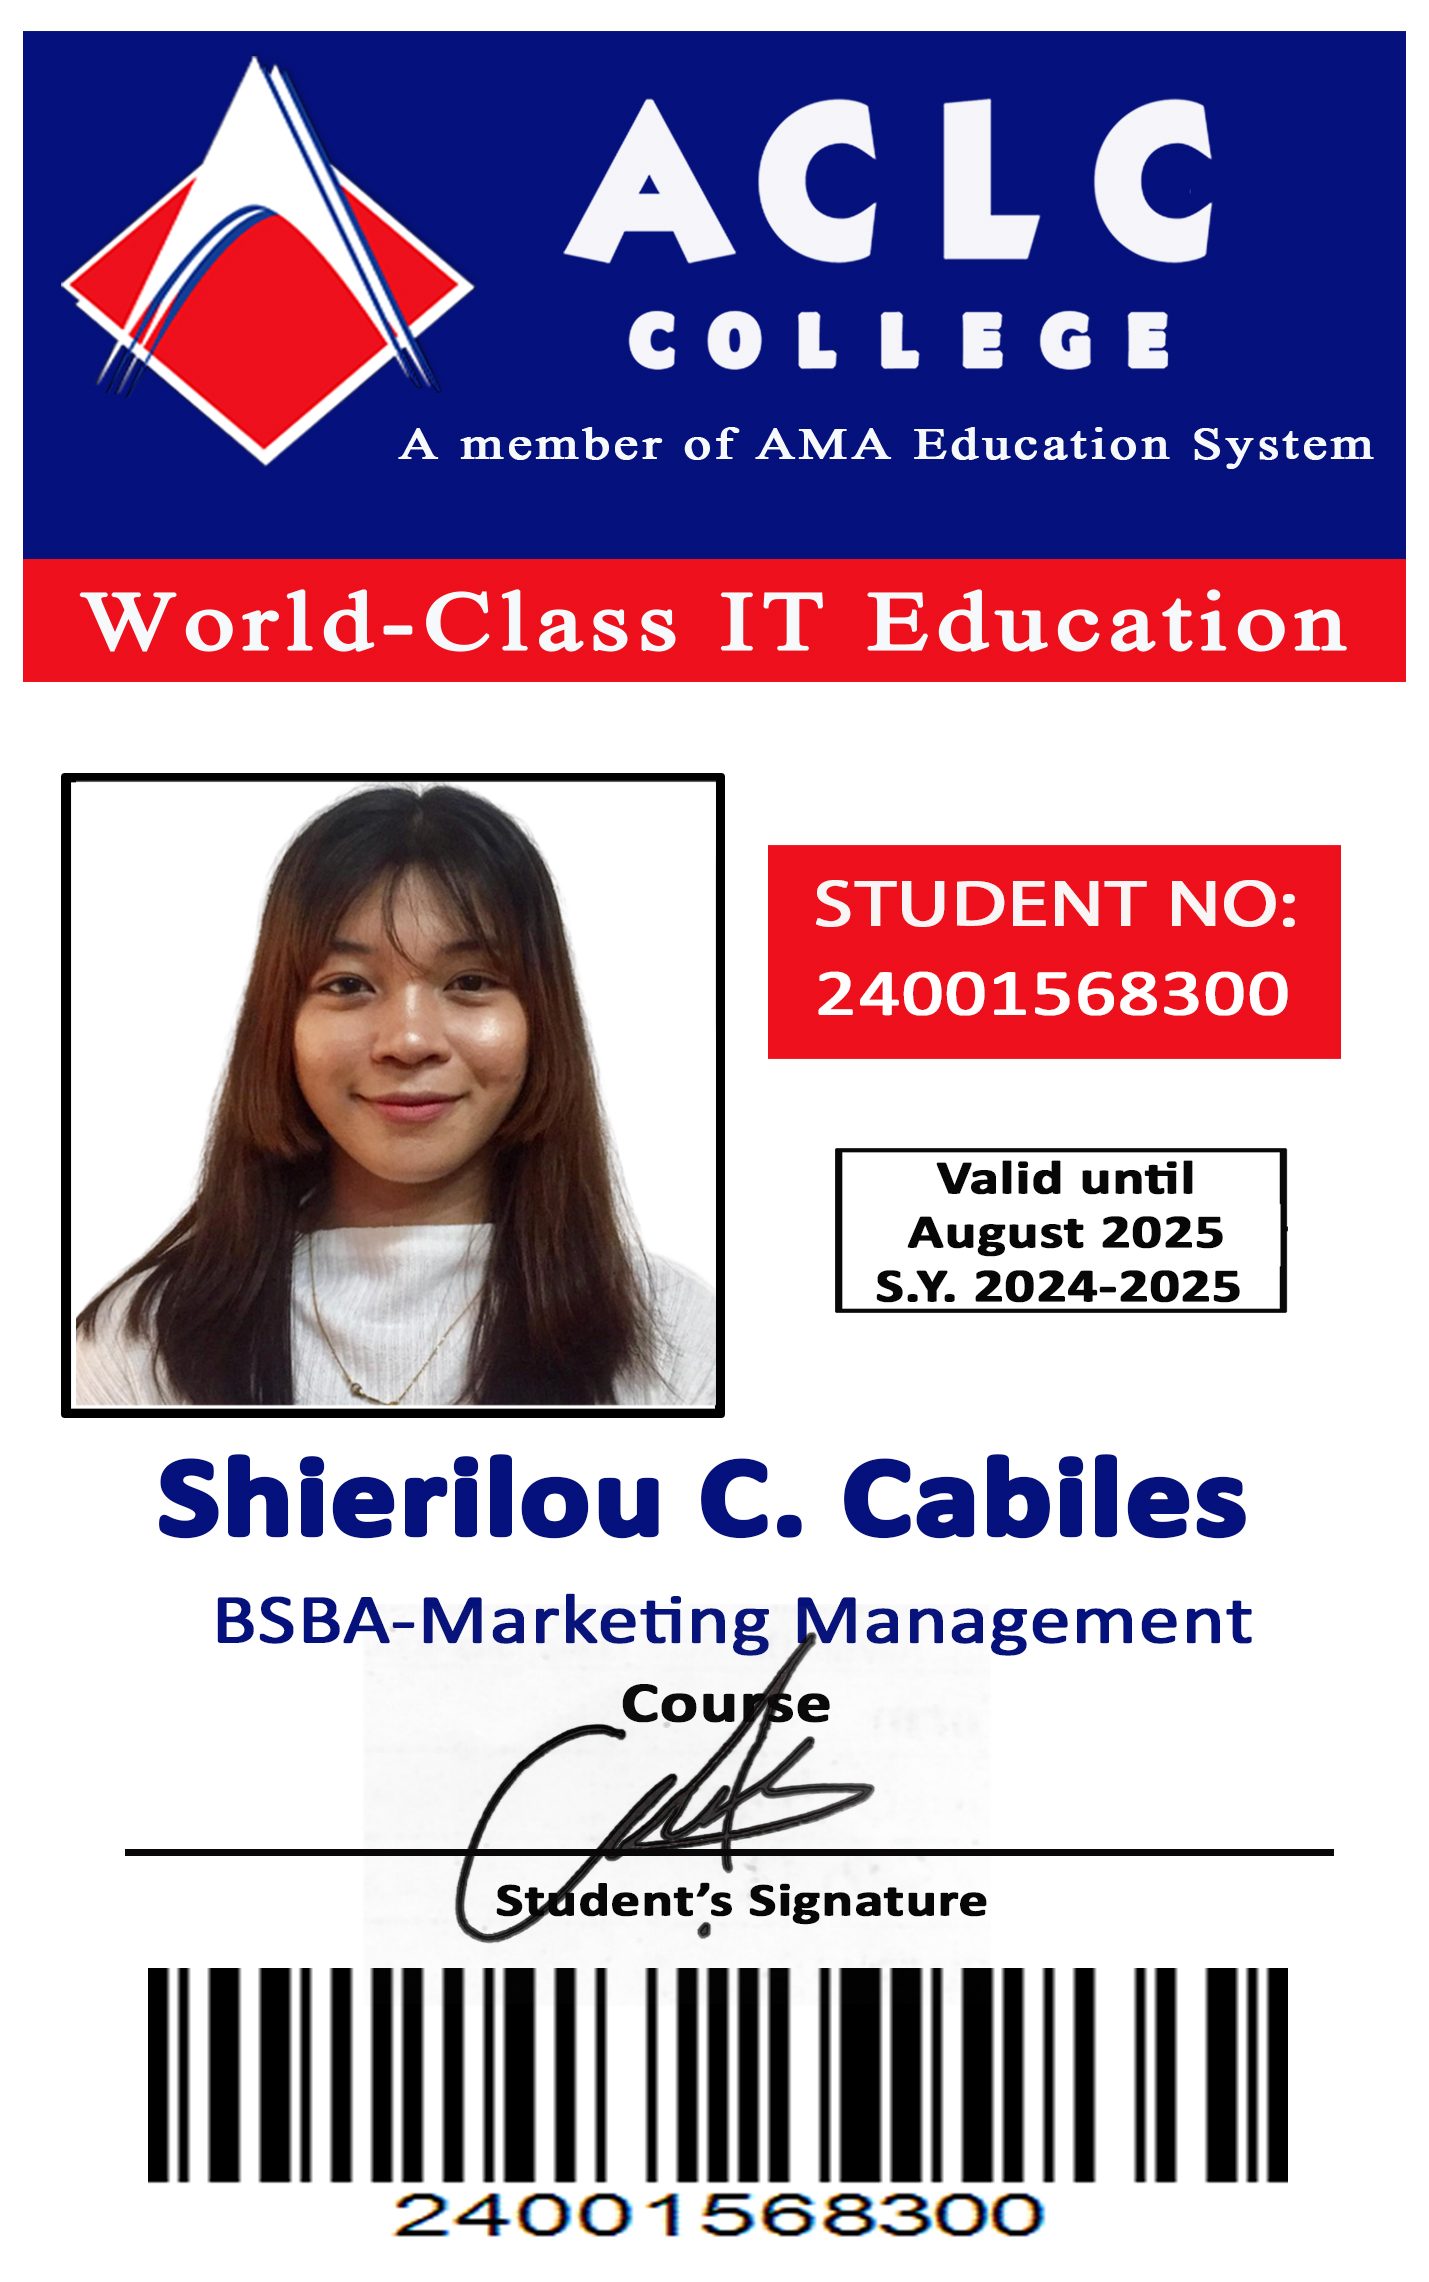 ACLC
COLLEGE
A member of AMA Education System
World-Class IT Education
STUDENT NO:
24001568300
Valid until
August 2025
S.Y. 2024-2025
Shierilou C. Cabiles
BSBA-Marketing Management
Course
Student’s Signature
24001568300